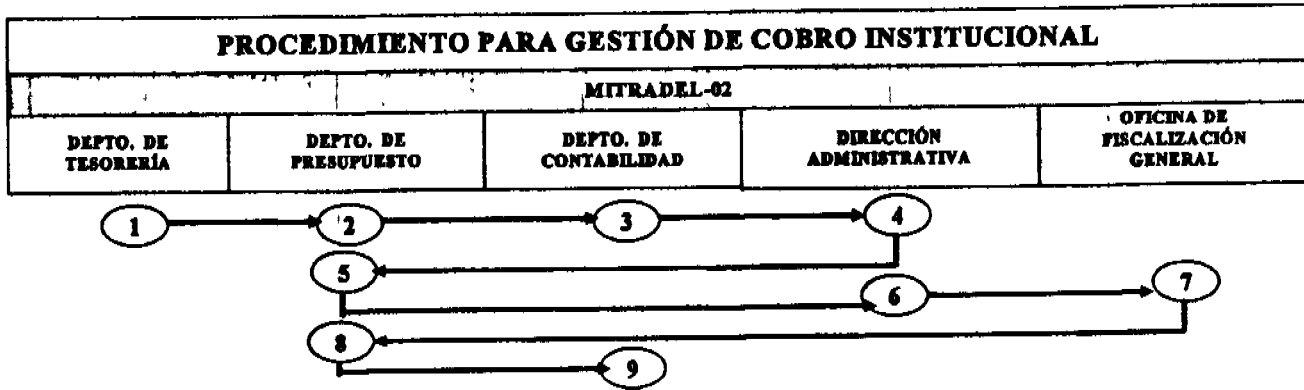 PROCEDIMIENTO PARA GESTIÓN DE COBRO INSTITUCIONAL
MITRADEL-02
DEPTO. DE
TESORERÍA
DEPTO. DE
PRESUPUESTO
DEPTO. DE
CONTABILIDAD
DIRECCIÓN
ADMINISTRATIVA
OFICINA DE
FISCALIZACIÓN
GENERAL
1
2
3
4
5
6
7
8
9